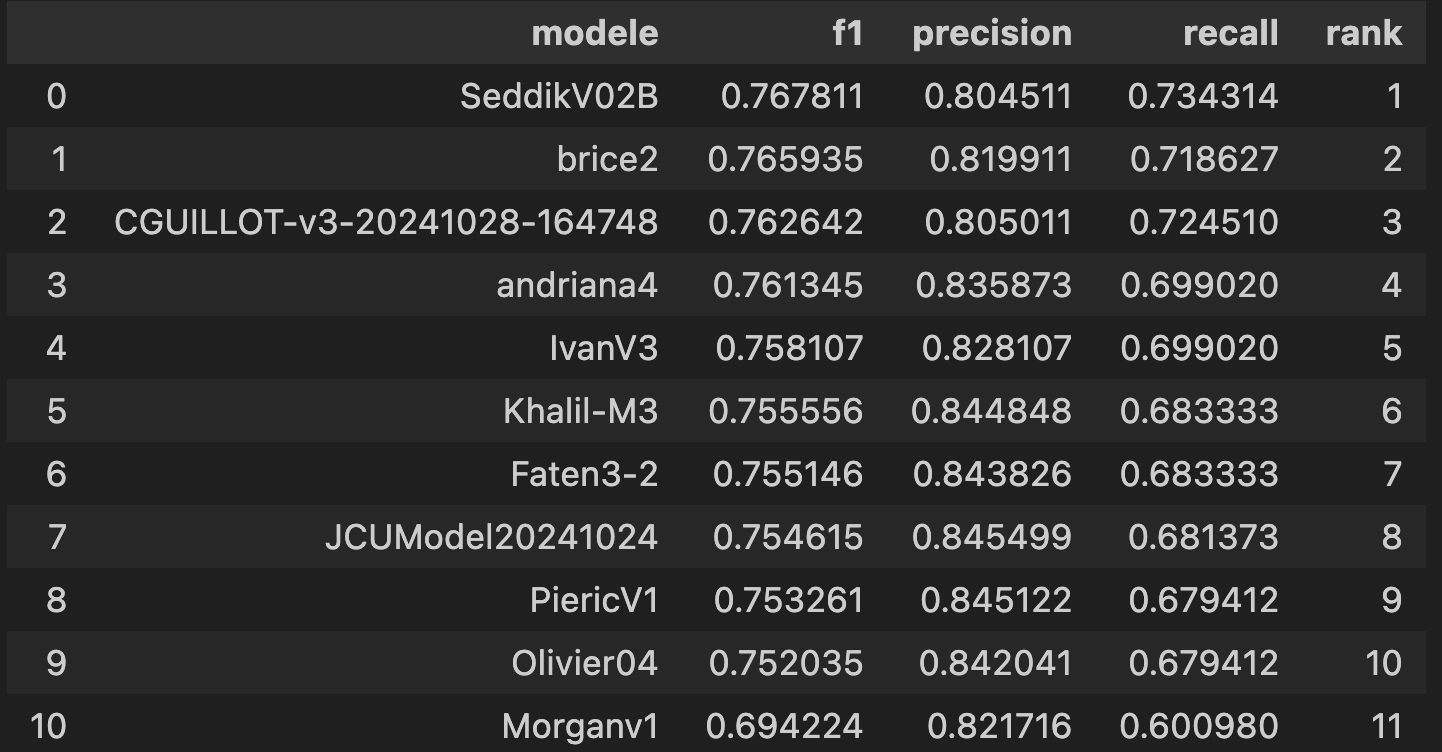 modele f1 precision recall rank
0 SeddikV02B 0.767811 0.804511 0.734314 1
1 brice2 0.765935 0.819911 0.718627 2
2 CGUILLOT-v3-20241028-164748 0.762642 0.805011 0.724510 3
3 andriana4 0.761345 0.835873 0.699020 4
4 IvanV3 0.758107 0.828107 0.699020 5
5 Khalil-M3 0.755556 0.844848 0.683333 6
6 Faten3-2 0.755146 0.843826 0.683333 7
7 JCUModel20241024 0.754615 0.845499 0.681373 8
8 PiericV1 0.753261 0.845122 0.679412 9
9 Olivier04 0.752035 0.842041 0.679412 10
10 Morganv1 0.694224 0.821716 0.600980 11